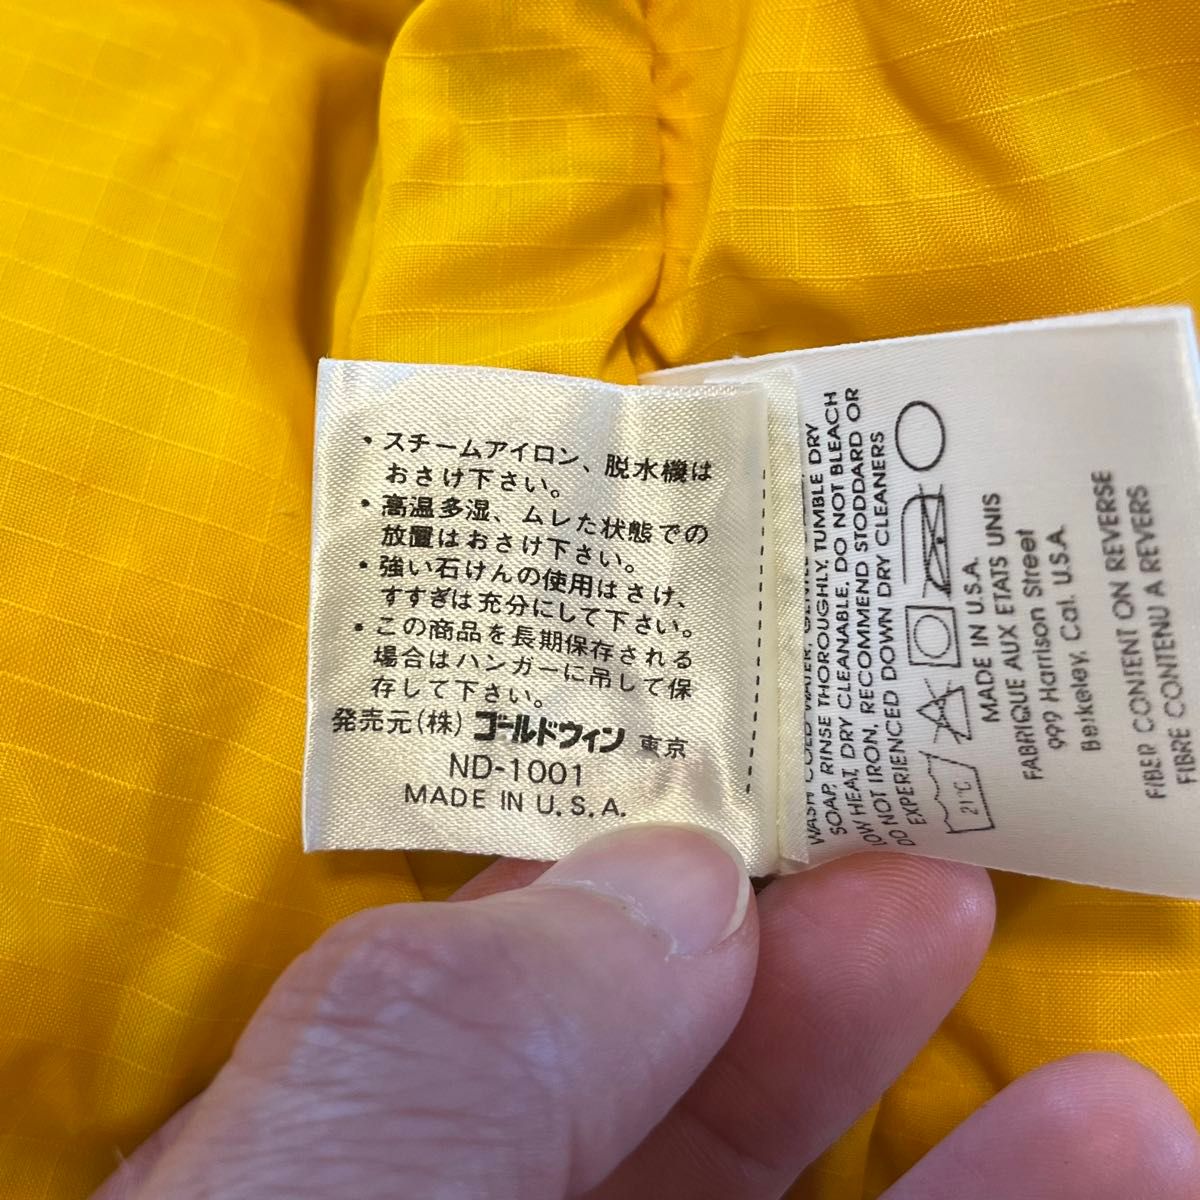 ・スチームアイロン、脱水機は
おさけ下さい。
・高温多湿、ムレた状態での
放置はおさけ下さい。
・強い石けんの使用はさけ、
すすぎは充分にして下さい。
・この商品を長期保存される
場合はハンガーに吊して保
存して下さい。
発売元(株) ゴールドウィン 東京
ND-1001
MADE IN U.S.A.
WASH COLD WATER, GENTLE
SOAP, RINSE THOROUGHLY, TUMBLE DRY
LOW HEAT, DRY CLEANABLE, DO NOT BLEACH
DO NOT IRON, RECOMMEND STODDARD OR
EXPERIENCED DOWN DRY CLEANERS
21°C
MADE IN U.S.A.
FABRIQUE AUX ETATS UNIS
999 Harrison Street
Berkeley, Cal. U.S.A.
FIBER CONTENT ON REVERSE
FIBRE CONTENU A REVERS